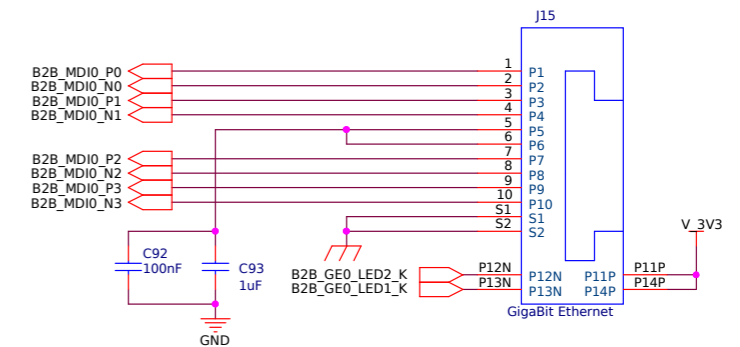 J15
B2B_MDI0_P0 1 P1
B2B_MDI0_N0 2 P2
B2B_MDI0_P1 3 P3
B2B_MDI0_N1 4 P4
5 P5
6 P6
B2B_MDI0_P2 7 P7
B2B_MDI0_N2 8 P8
B2B_MDI0_P3 9 P9
B2B_MDI0_N3 10 P10
S1 S1
S2 S2
V_3V3
C92
100nF
C93
1uF
B2B_GE0_LED2_K P12N P12N P11P P11P
B2B_GE0_LED1_K P13N P13N P14P P14P
GigaBit Ethernet
GND